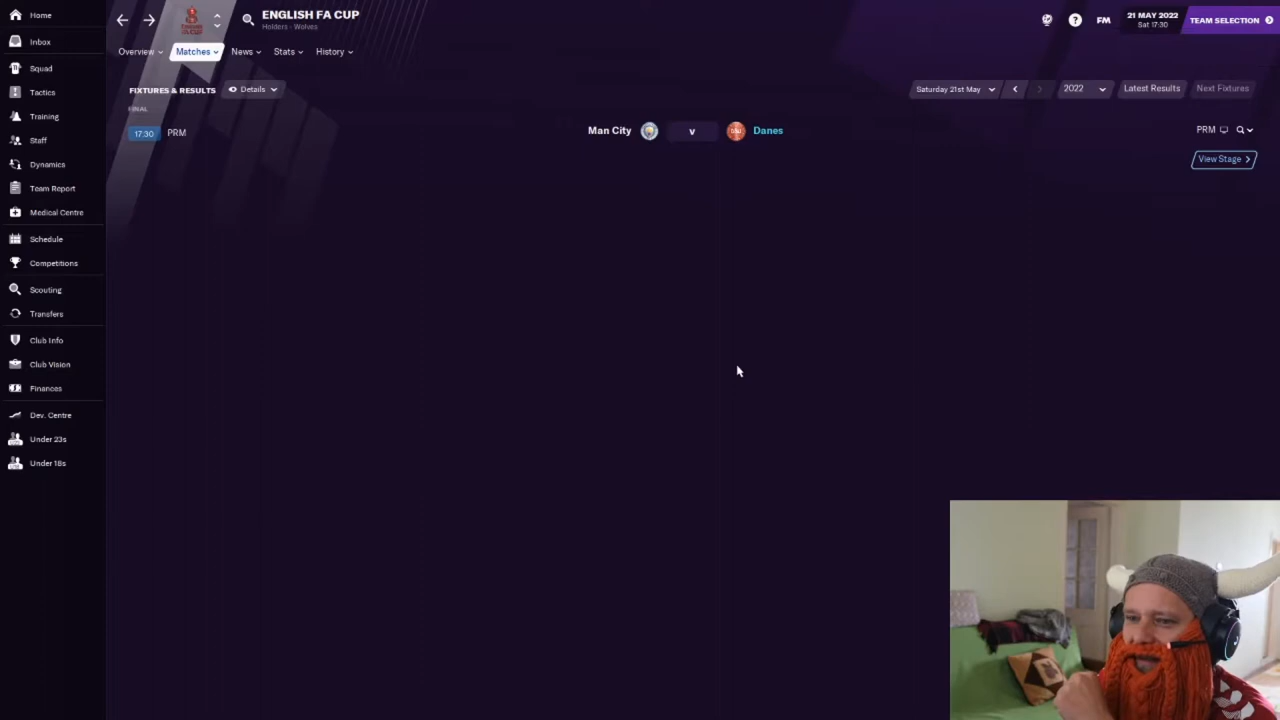 Home
Inbox
Squad
Tactics
Training
Staff
Dynamics
Team Report
Medical Centre
Schedule
Competitions
Scouting
Transfers
Club Info
Club Vision
Finances
Dev. Centre
Under 23s
Under 18s
ENGLISH FA CUP
Holders - Wolves
FM
21 MAY 2022
Sat 17:30
TEAM SELECTION
Overview
Matches
News
Stats
History
FIXTURES & RESULTS
Details
Saturday 21st May
2022
Latest Results
Next Fixtures
FINAL
17:30 PRM
Man City v Danes
PRM
View Stage